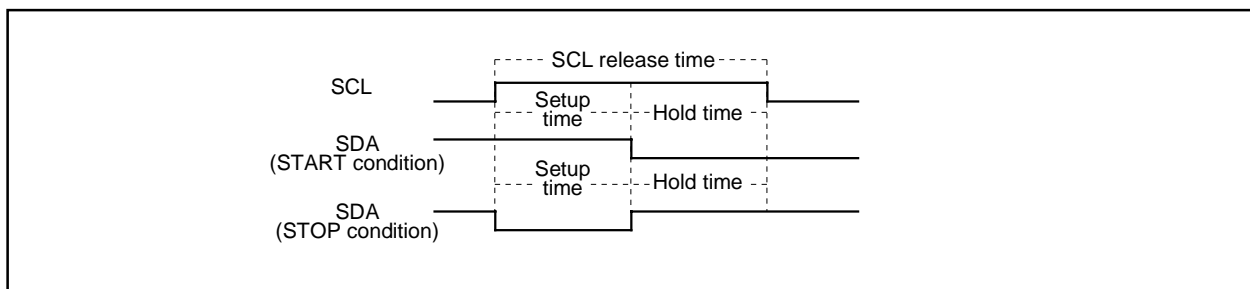 SCL release time
SCL
Setup
time
Hold time
SDA
(START condition)
Setup
time
Hold time
SDA
(STOP condition)